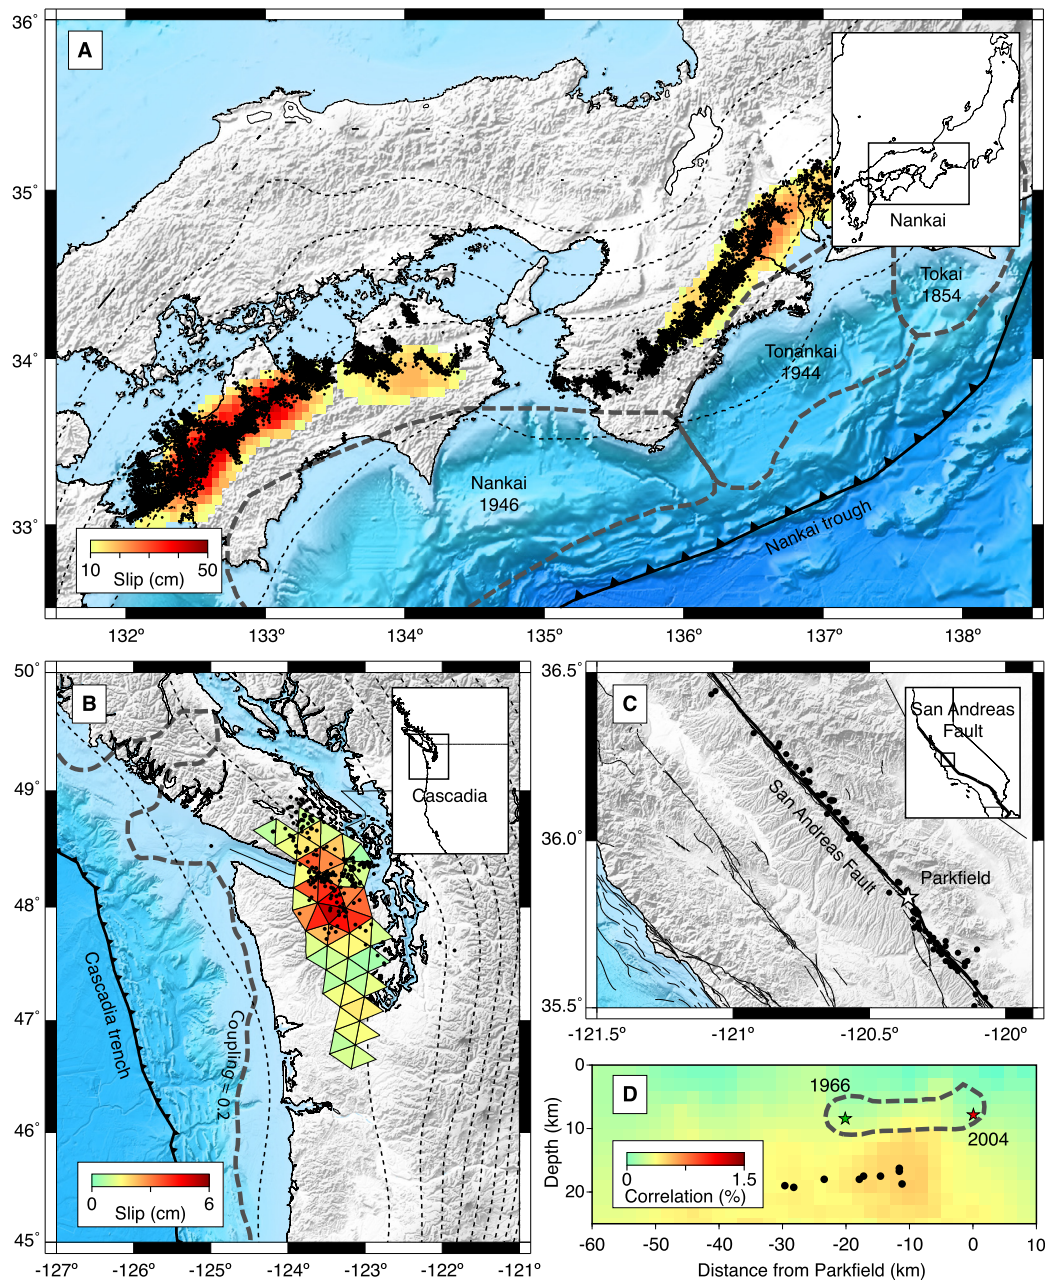 36°
A
35°
34°
33°
Nankai
Tokai
1854
Tonankai
1944
Nankai
1946
Nankai trough
10 50
Slip (cm)
132° 133° 134° 135° 136° 137° 138°
50°
B
49°
48°
47°
46°
45°
Cascadia
Cascadia trench
Coupling = 0.2
0 6
Slip (cm)
-127° -126° -125° -124° -123° -122° -121°
36.5°
C
36.0°
35.5°
San Andreas
Fault
San Andreas Fault
Parkfield
-121.5° -121° -120.5° -120°
0
D
10
20
Depth (km)
1966
2004
0 1.5
Correlation (%)
-60 -50 -40 -30 -20 -10 0 10
Distance from Parkfield (km)